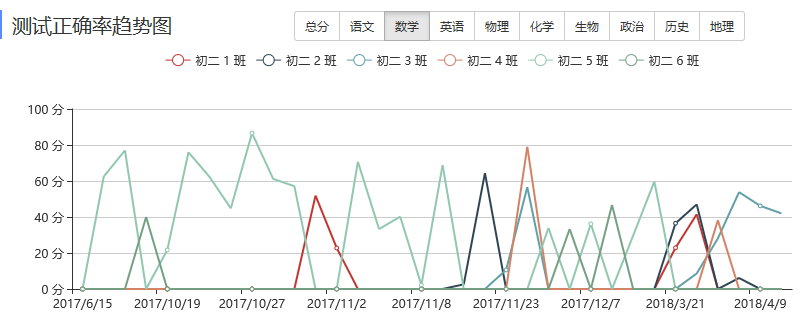 测试正确率趋势图
总分 语文 数学 英语 物理 化学 生物 政治 历史 地理
初二 1 班 初二 2 班 初二 3 班 初二 4 班 初二 5 班 初二 6 班
100 分
80 分
60 分
40 分
20 分
0 分
2017/6/15 2017/10/19 2017/10/27 2017/11/2 2017/11/8 2017/11/23 2017/12/7 2018/3/21 2018/4/9